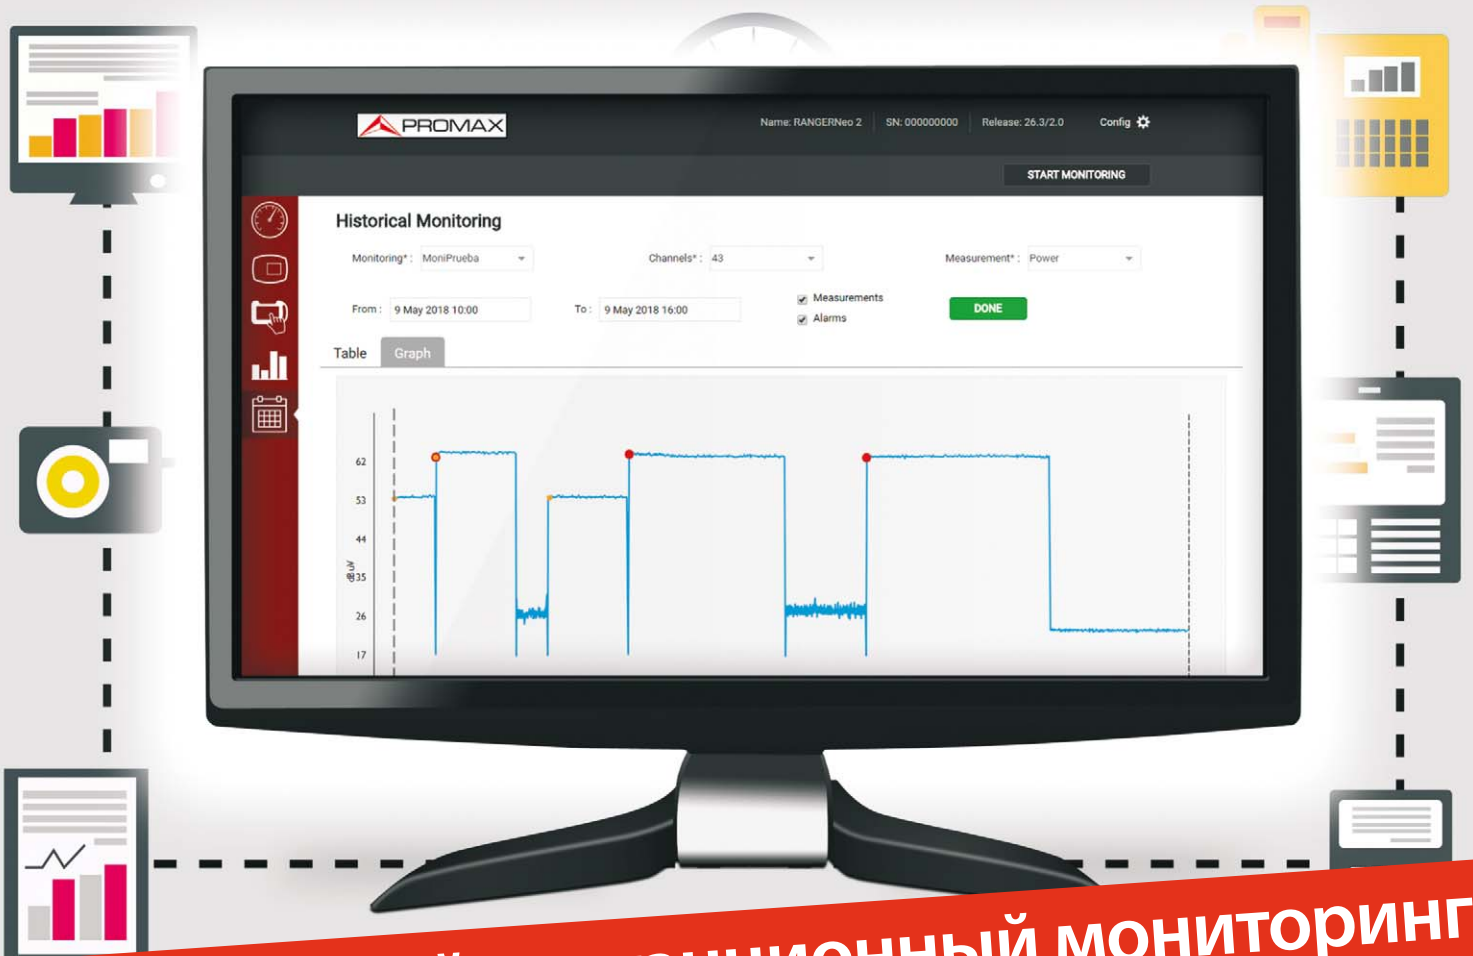 PROMAX
Name: RANGERNeo 2 SN: 000000000 Release: 26.3/2.0 Config
START MONITORING
Historical Monitoring
Monitoring* : MoniPrueba Channels* : 43 Measurement* : Power
From : 9 May 2018 10:00 To : 9 May 2018 16:00 Measurements DONE
Alarms
Table Graph
62
53
44
dBuV
35
26
17
мониторинг